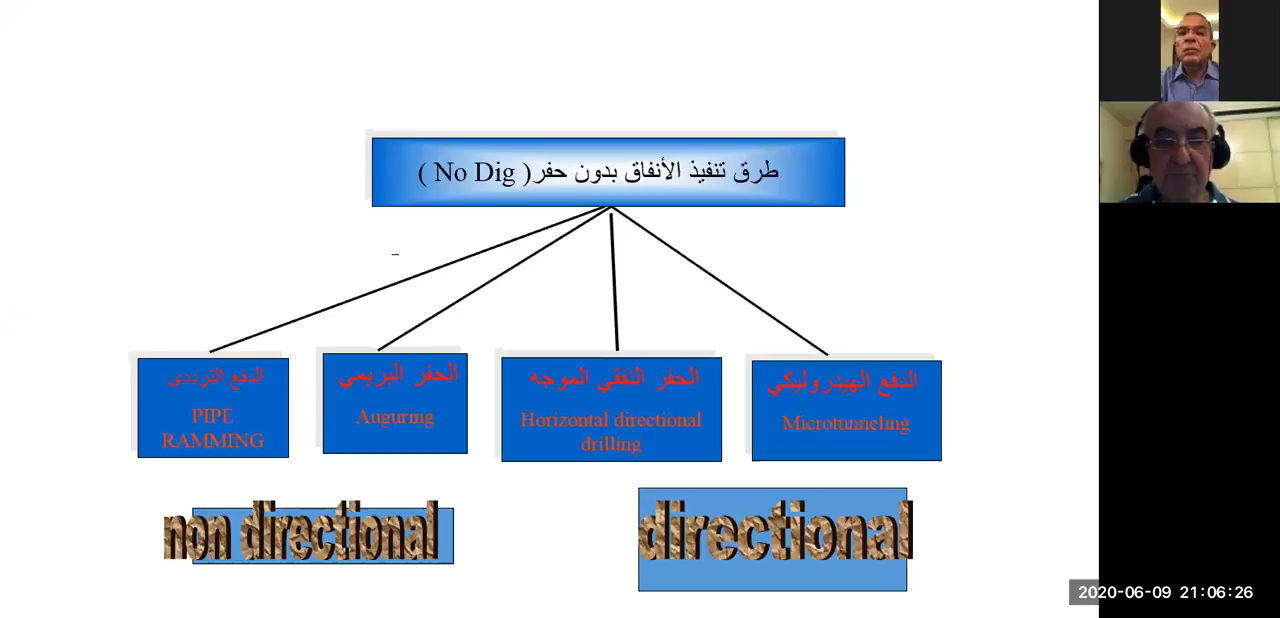 طرق تنفيذ الأنفاق بدون حفر( No Dig )
الدفع الهيدروليكي
Microtunneling
الحفر النفقي الموجه
Horizontal directional
drilling
الحفر البريمي
Auguring
الدفع الترددى
PIPE
RAMMING
non directional
directional
2020-06-09 21:06:26